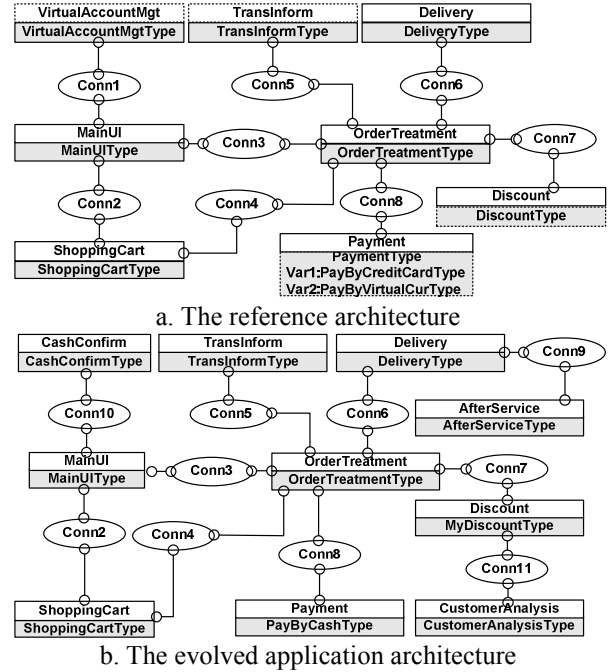 VirtualAccountMgt
VirtualAccountMgtType
TransInform
TransInformType
Delivery
DeliveryType
Conn1
Conn5
Conn6
MainUI
MainUIType
Conn3
OrderTreatment
OrderTreatmentType
Conn7
Conn2
Conn4
Conn8
Discount
DiscountType
ShoppingCart
ShoppingCartType
Payment
PaymentType
Var1:PayByCreditCardType
Var2:PayByVirtualCurType
a. The reference architecture
CashConfirm
CashConfirmType
TransInform
TransInformType
Delivery
DeliveryType
Conn9
Conn10
Conn5
Conn6
AfterService
AfterServiceType
MainUI
MainUIType
Conn3
OrderTreatment
OrderTreatmentType
Conn7
Discount
MyDiscountType
Conn2
Conn4
Conn8
Conn11
ShoppingCart
ShoppingCartType
Payment
PayByCashType
CustomerAnalysis
CustomerAnalysisType
b. The evolved application architecture